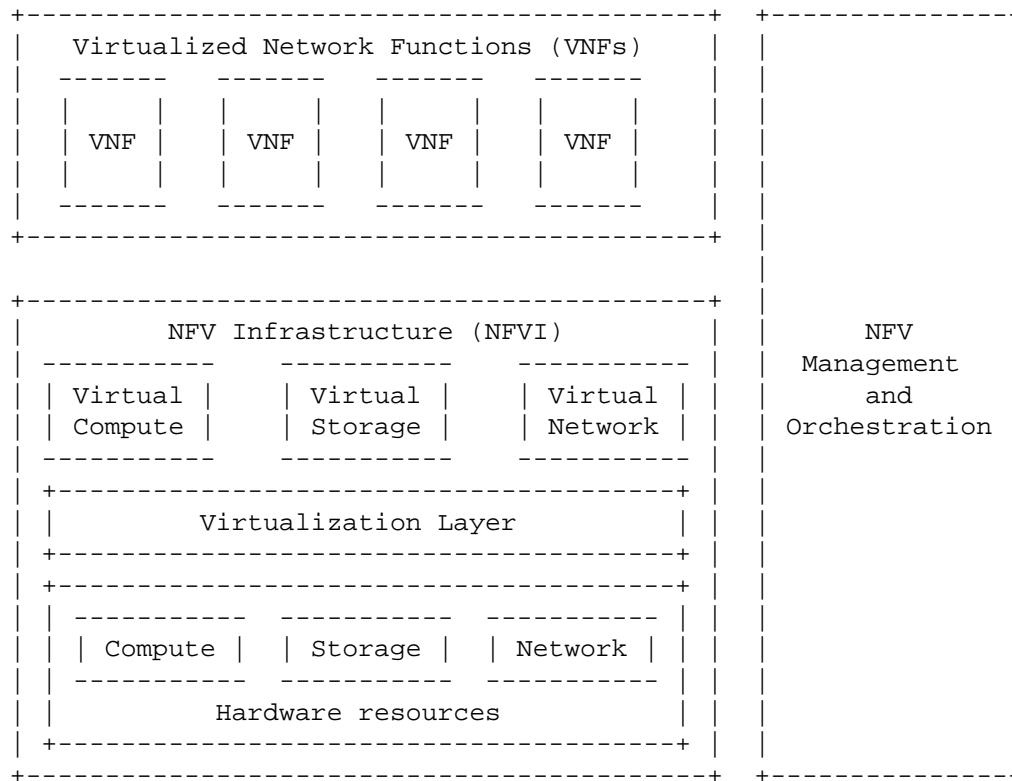 Virtualized Network Functions (VNFs)
VNF VNF VNF VNF
NFV Infrastructure (NFVI) NFV
Management
Virtual Virtual Virtual and
Compute Storage Network Orchestration
Virtualization Layer
Compute Storage Network
Hardware resources